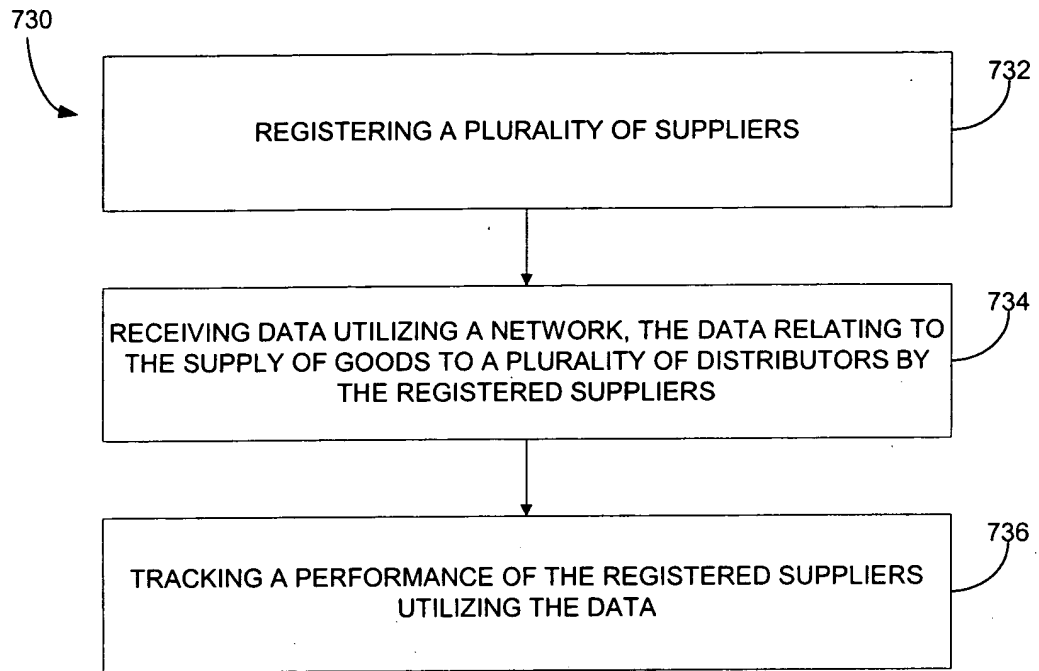 730
732
REGISTERING A PLURALITY OF SUPPLIERS
734
RECEIVING DATA UTILIZING A NETWORK, THE DATA RELATING TO
THE SUPPLY OF GOODS TO A PLURALITY OF DISTRIBUTORS BY
THE REGISTERED SUPPLIERS
736
TRACKING A PERFORMANCE OF THE REGISTERED SUPPLIERS
UTILIZING THE DATA